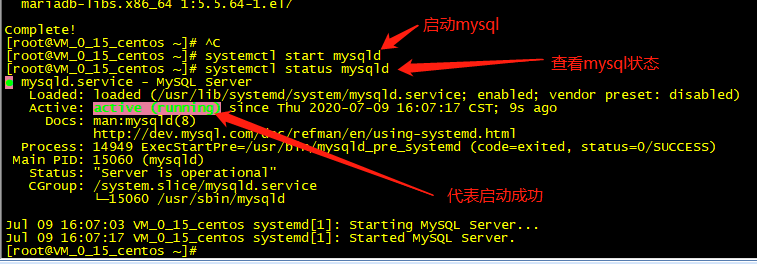 mariadb-libs.x86_64 1:5.5.64-1.el7
Complete!
[root@VM_0_15_centos ~]# ^C
[root@VM_0_15_centos ~]# systemctl start mysqld
[root@VM_0_15_centos ~]# systemctl status mysqld
● mysqld.service - MySQL Server
Loaded: loaded (/usr/lib/systemd/system/mysqld.service; enabled; vendor preset: disabled)
Active: active (running) since Thu 2020-07-09 16:07:17 CST; 9s ago
Docs: man:mysqld(8)
http://dev.mysql.com/doc/refman/en/using-systemd.html
Process: 14949 ExecStartPre=/usr/bin/mysqld_pre_systemd (code=exited, status=0/SUCCESS)
Main PID: 15060 (mysqld)
Status: "Server is operational"
CGroup: /system.slice/mysqld.service
└─15060 /usr/sbin/mysqld
Jul 09 16:07:03 VM_0_15_centos systemd[1]: Starting MySQL Server...
Jul 09 16:07:17 VM_0_15_centos systemd[1]: Started MySQL Server.
[root@VM_0_15_centos ~]#
启动mysql
查看mysql状态
代表启动成功